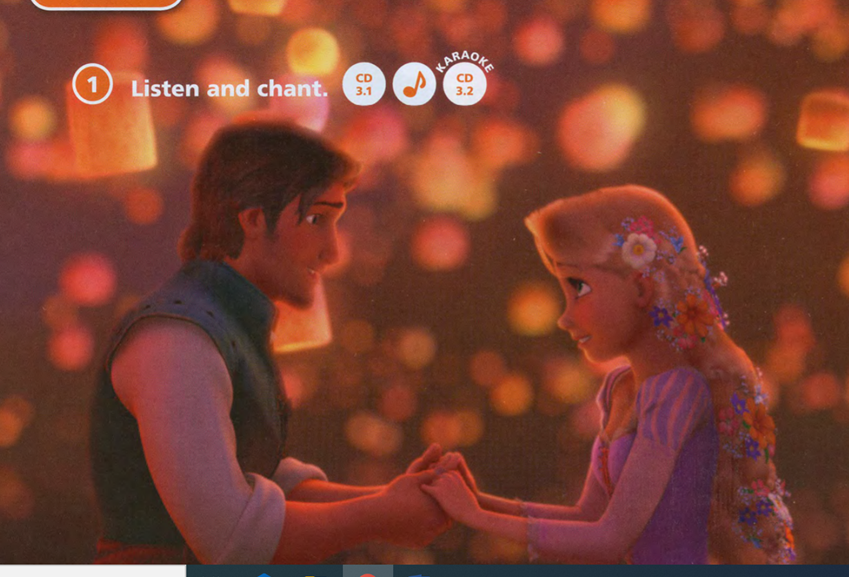 1 Listen and chant. CD 3.1 KARAOKE CD 3.2